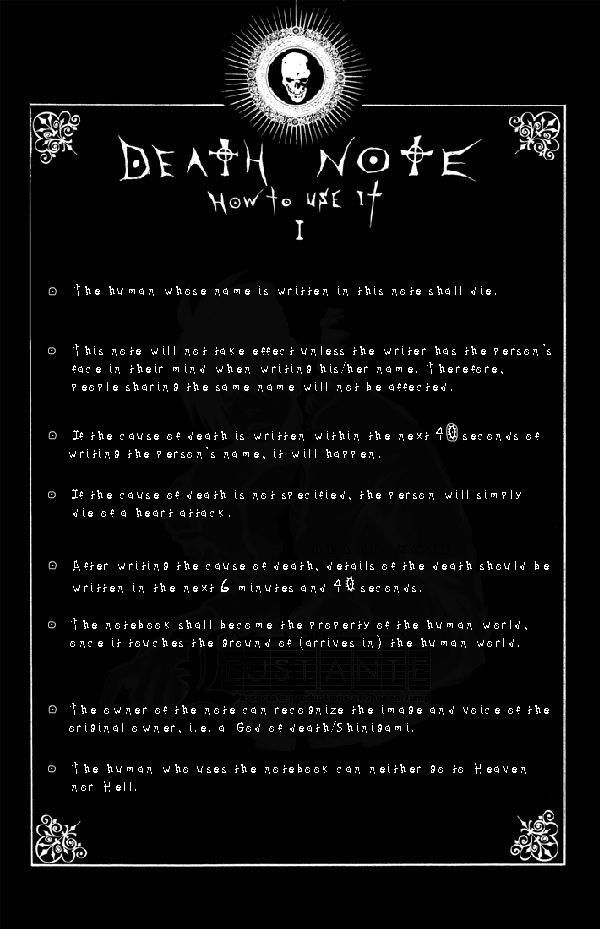 DEATH NOTE
How to use it
I
The human whose name is written in this note shall die.
This note will not take effect unless the writer has the person's
face in their mind when writing his/her name. Therefore,
people sharing the same name will not be affected.
If the cause of death is written within the next 40 seconds of
writing the person's name, it will happen.
If the cause of death is not specified, the person will simply
die of a heart attack.
After writing the cause of death, details of the death should be
written in the next 6 minutes and 40 seconds.
The notebook shall become the property of the human world,
once it touches the ground of (arrives in) the human world.
EUSTANTE
The owner of the note can recognize the image and voice of the
original owner, i.e. a God of death/Shinigami.
The human who uses the notebook can neither go to Heaven
nor Hell.